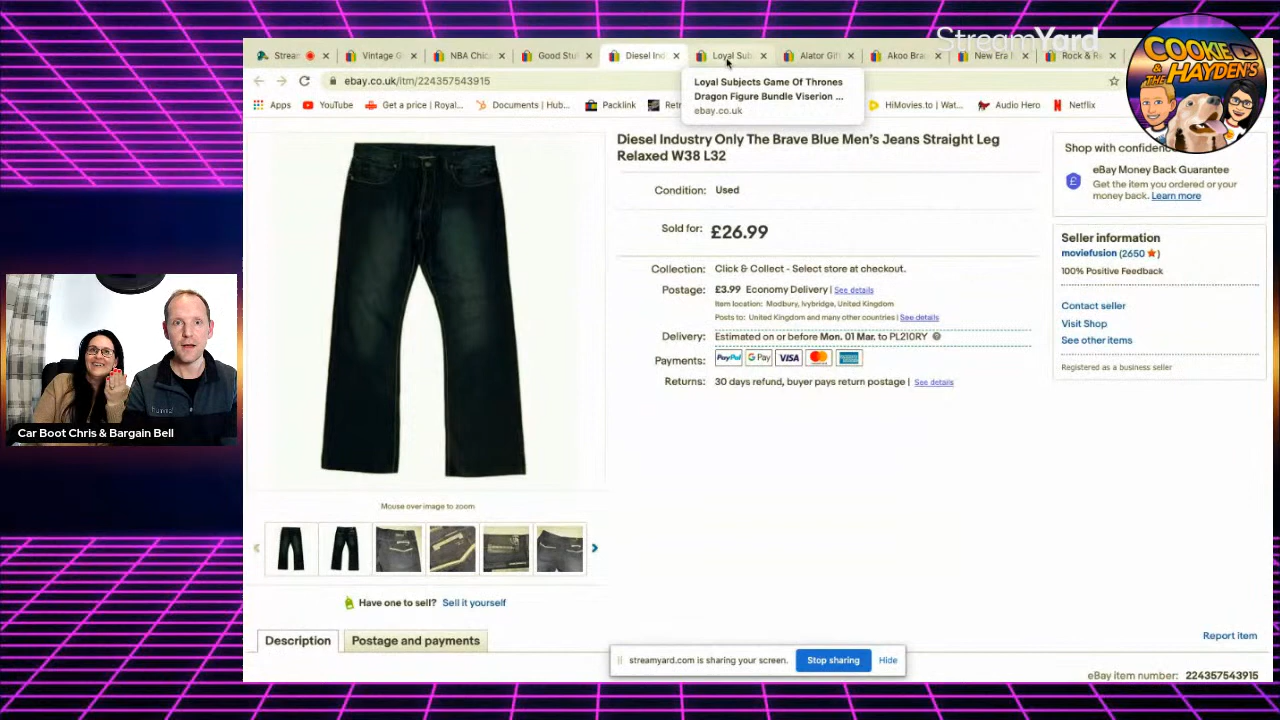 StreamYard
COOKIE
& THE HAYDEN'S
Strea
Vintage G
NBA Chic
Good Stu
Diesel Ind
Loyal Sub
Alator Gif
Akoo Bra
New Era
Rock & R
ebay.co.uk/itm/224357543915
Loyal Subjects Game Of Thrones
Dragon Figure Bundle Viserion ...
ebay.co.uk
Apps
YouTube
Get a price | Royal...
Documents | Hub...
Packlink
Retr
HiMovies.to | Wat...
Audio Hero
Netflix
Diesel Industry Only The Brave Blue Men's Jeans Straight Leg
Relaxed W38 L32
Condition: Used
Sold for: £26.99
Collection: Click & Collect - Select store at checkout.
Postage: £3.99 Economy Delivery | See details
Item location: Modbury, Ivybridge, United Kingdom
Posts to: United Kingdom and many other countries | See details
Delivery: Estimated on or before Mon. 01 Mar. to PL210RY
Payments: PayPal G Pay VISA
Returns: 30 days refund, buyer pays return postage | See details
Shop with confidenc
eBay Money Back Guarantee
Get the item you ordered or your
money back. Learn more
Seller information
moviefusion (2650)
100% Positive Feedback
Contact seller
Visit Shop
See other items
Registered as a business seller
Car Boot Chris & Bargain Bell
Mouse over image to zoom
Have one to sell? Sell it yourself
Description
Postage and payments
Report item
streamyard.com is sharing your screen.
Stop sharing
Hide
eBay item number: 224357543915